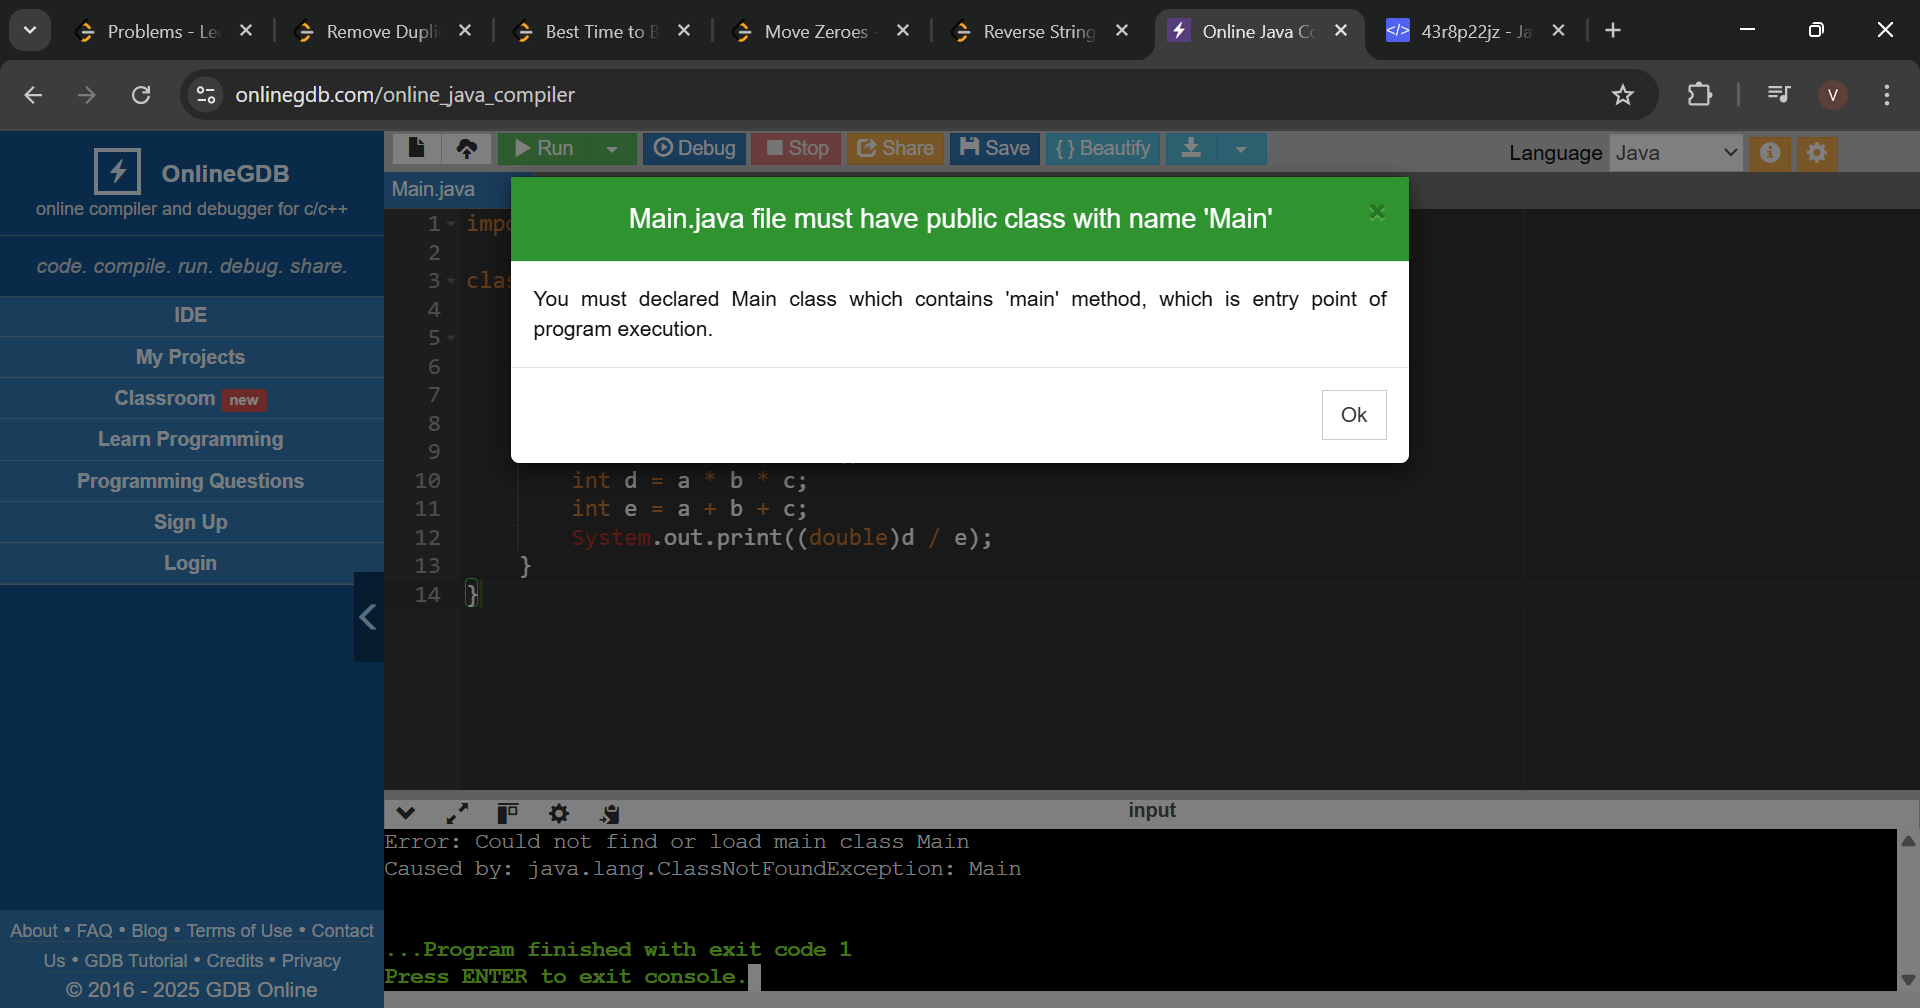 Problems - Le
Remove Dupli
Best Time to B
Move Zeroes -
Reverse String
Online Java Co
43r8p22jz - Ja
onlinegdb.com/online_java_compiler
V
OnlineGDB
online compiler and debugger for c/c++
code. compile. run. debug. share.
IDE
My Projects
Classroom new
Learn Programming
Programming Questions
Sign Up
Login
About • FAQ • Blog • Terms of Use • Contact
Us • GDB Tutorial • Credits • Privacy
© 2016 - 2025 GDB Online
Run
Debug
Stop
Share
Save
{ } Beautify
Language Java
Main.java
Main.java file must have public class with name 'Main'
You must declared Main class which contains 'main' method, which is entry point of
program execution.
Ok
1 impo
2
3 clas
4
5
6
7
8
9
10 int d = a * b * c;
11 int e = a + b + c;
12 System.out.print((double)d / e);
13 }
14 }
input
Error: Could not find or load main class Main
Caused by: java.lang.ClassNotFoundException: Main
...Program finished with exit code 1
Press ENTER to exit console.